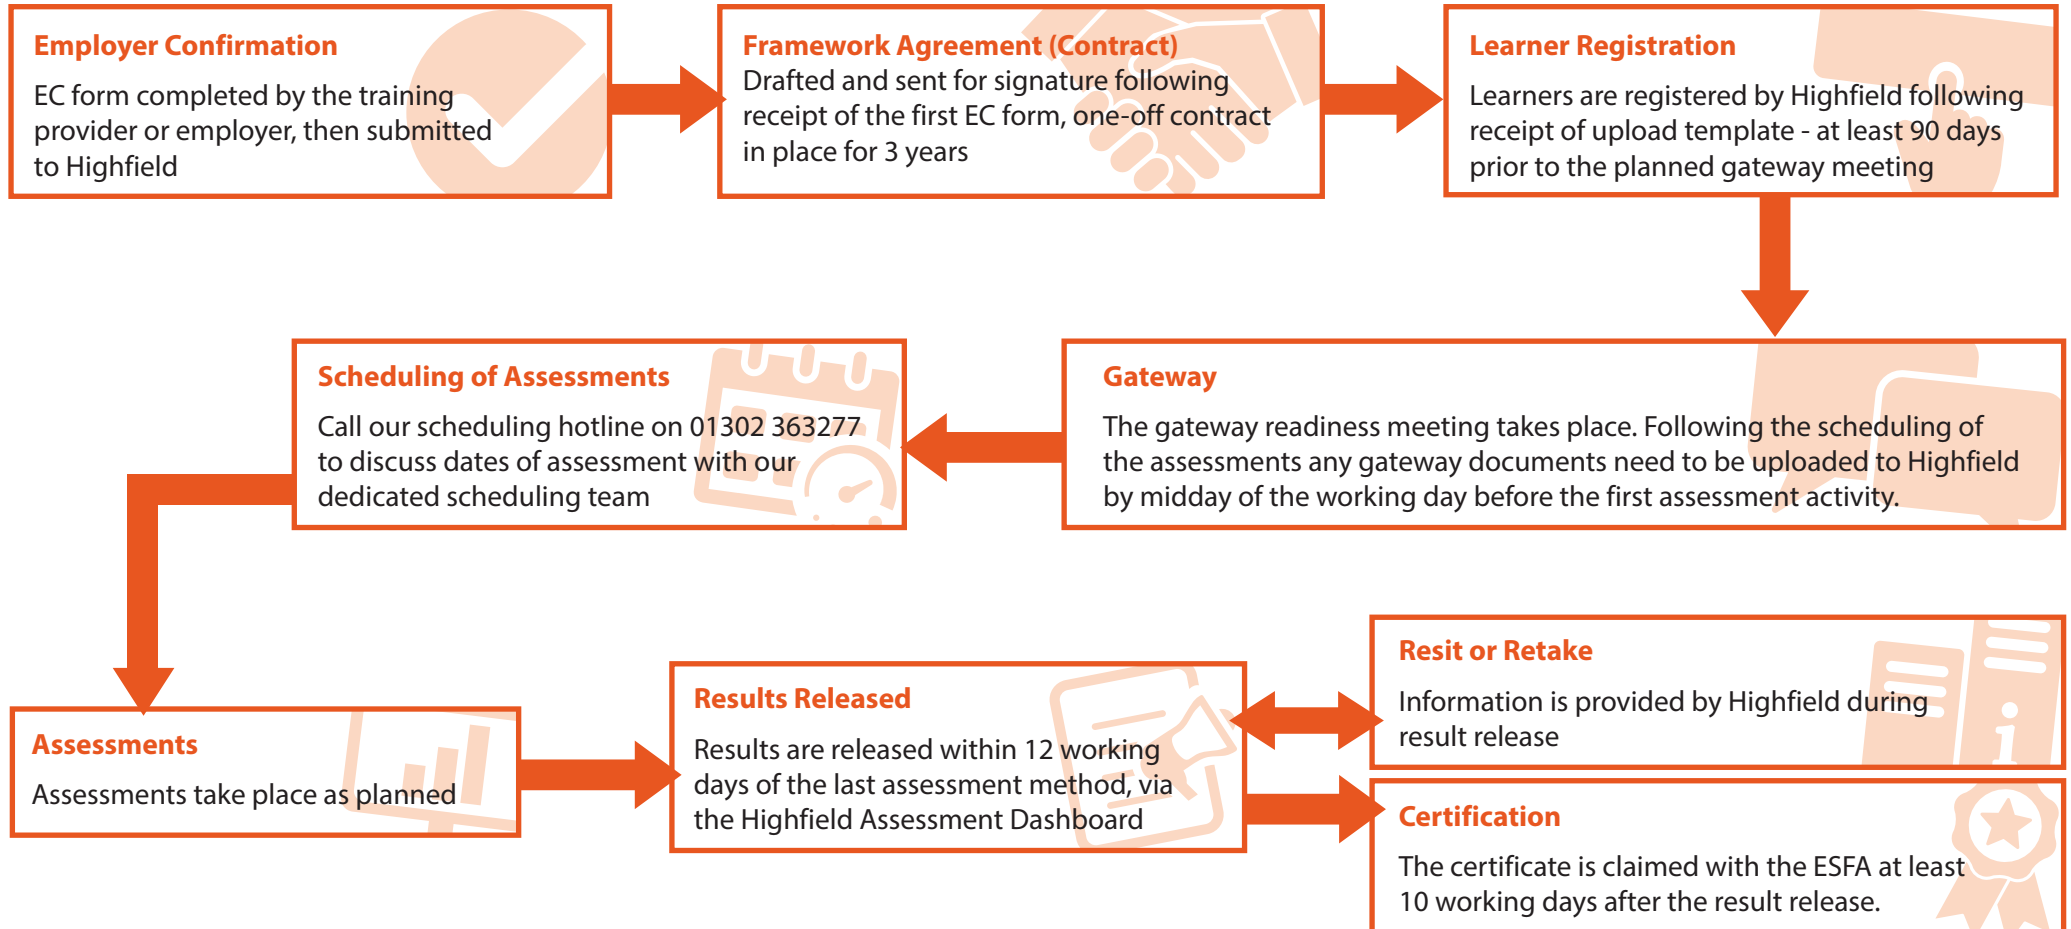 Employer Confirmation
EC form completed by the training
provider or employer, then submitted
to Highfield
Framework Agreement (Contract)
Drafted and sent for signature following
receipt of the first EC form, one-off contract
in place for 3 years
Learner Registration
Learners are registered by Highfield following
receipt of upload template - at least 90 days
prior to the planned gateway meeting
Gateway
The gateway readiness meeting takes place. Following the scheduling of
the assessments any gateway documents need to be uploaded to Highfield
by midday of the working day before the first assessment activity.
Scheduling of Assessments
Call our scheduling hotline on 01302 363277
to discuss dates of assessment with our
dedicated scheduling team
Assessments
Assessments take place as planned
Results Released
Results are released within 12 working
days of the last assessment method, via
the Highfield Assessment Dashboard
Resit or Retake
Information is provided by Highfield during
result release
Certification
The certificate is claimed with the ESFA at least
10 working days after the result release.